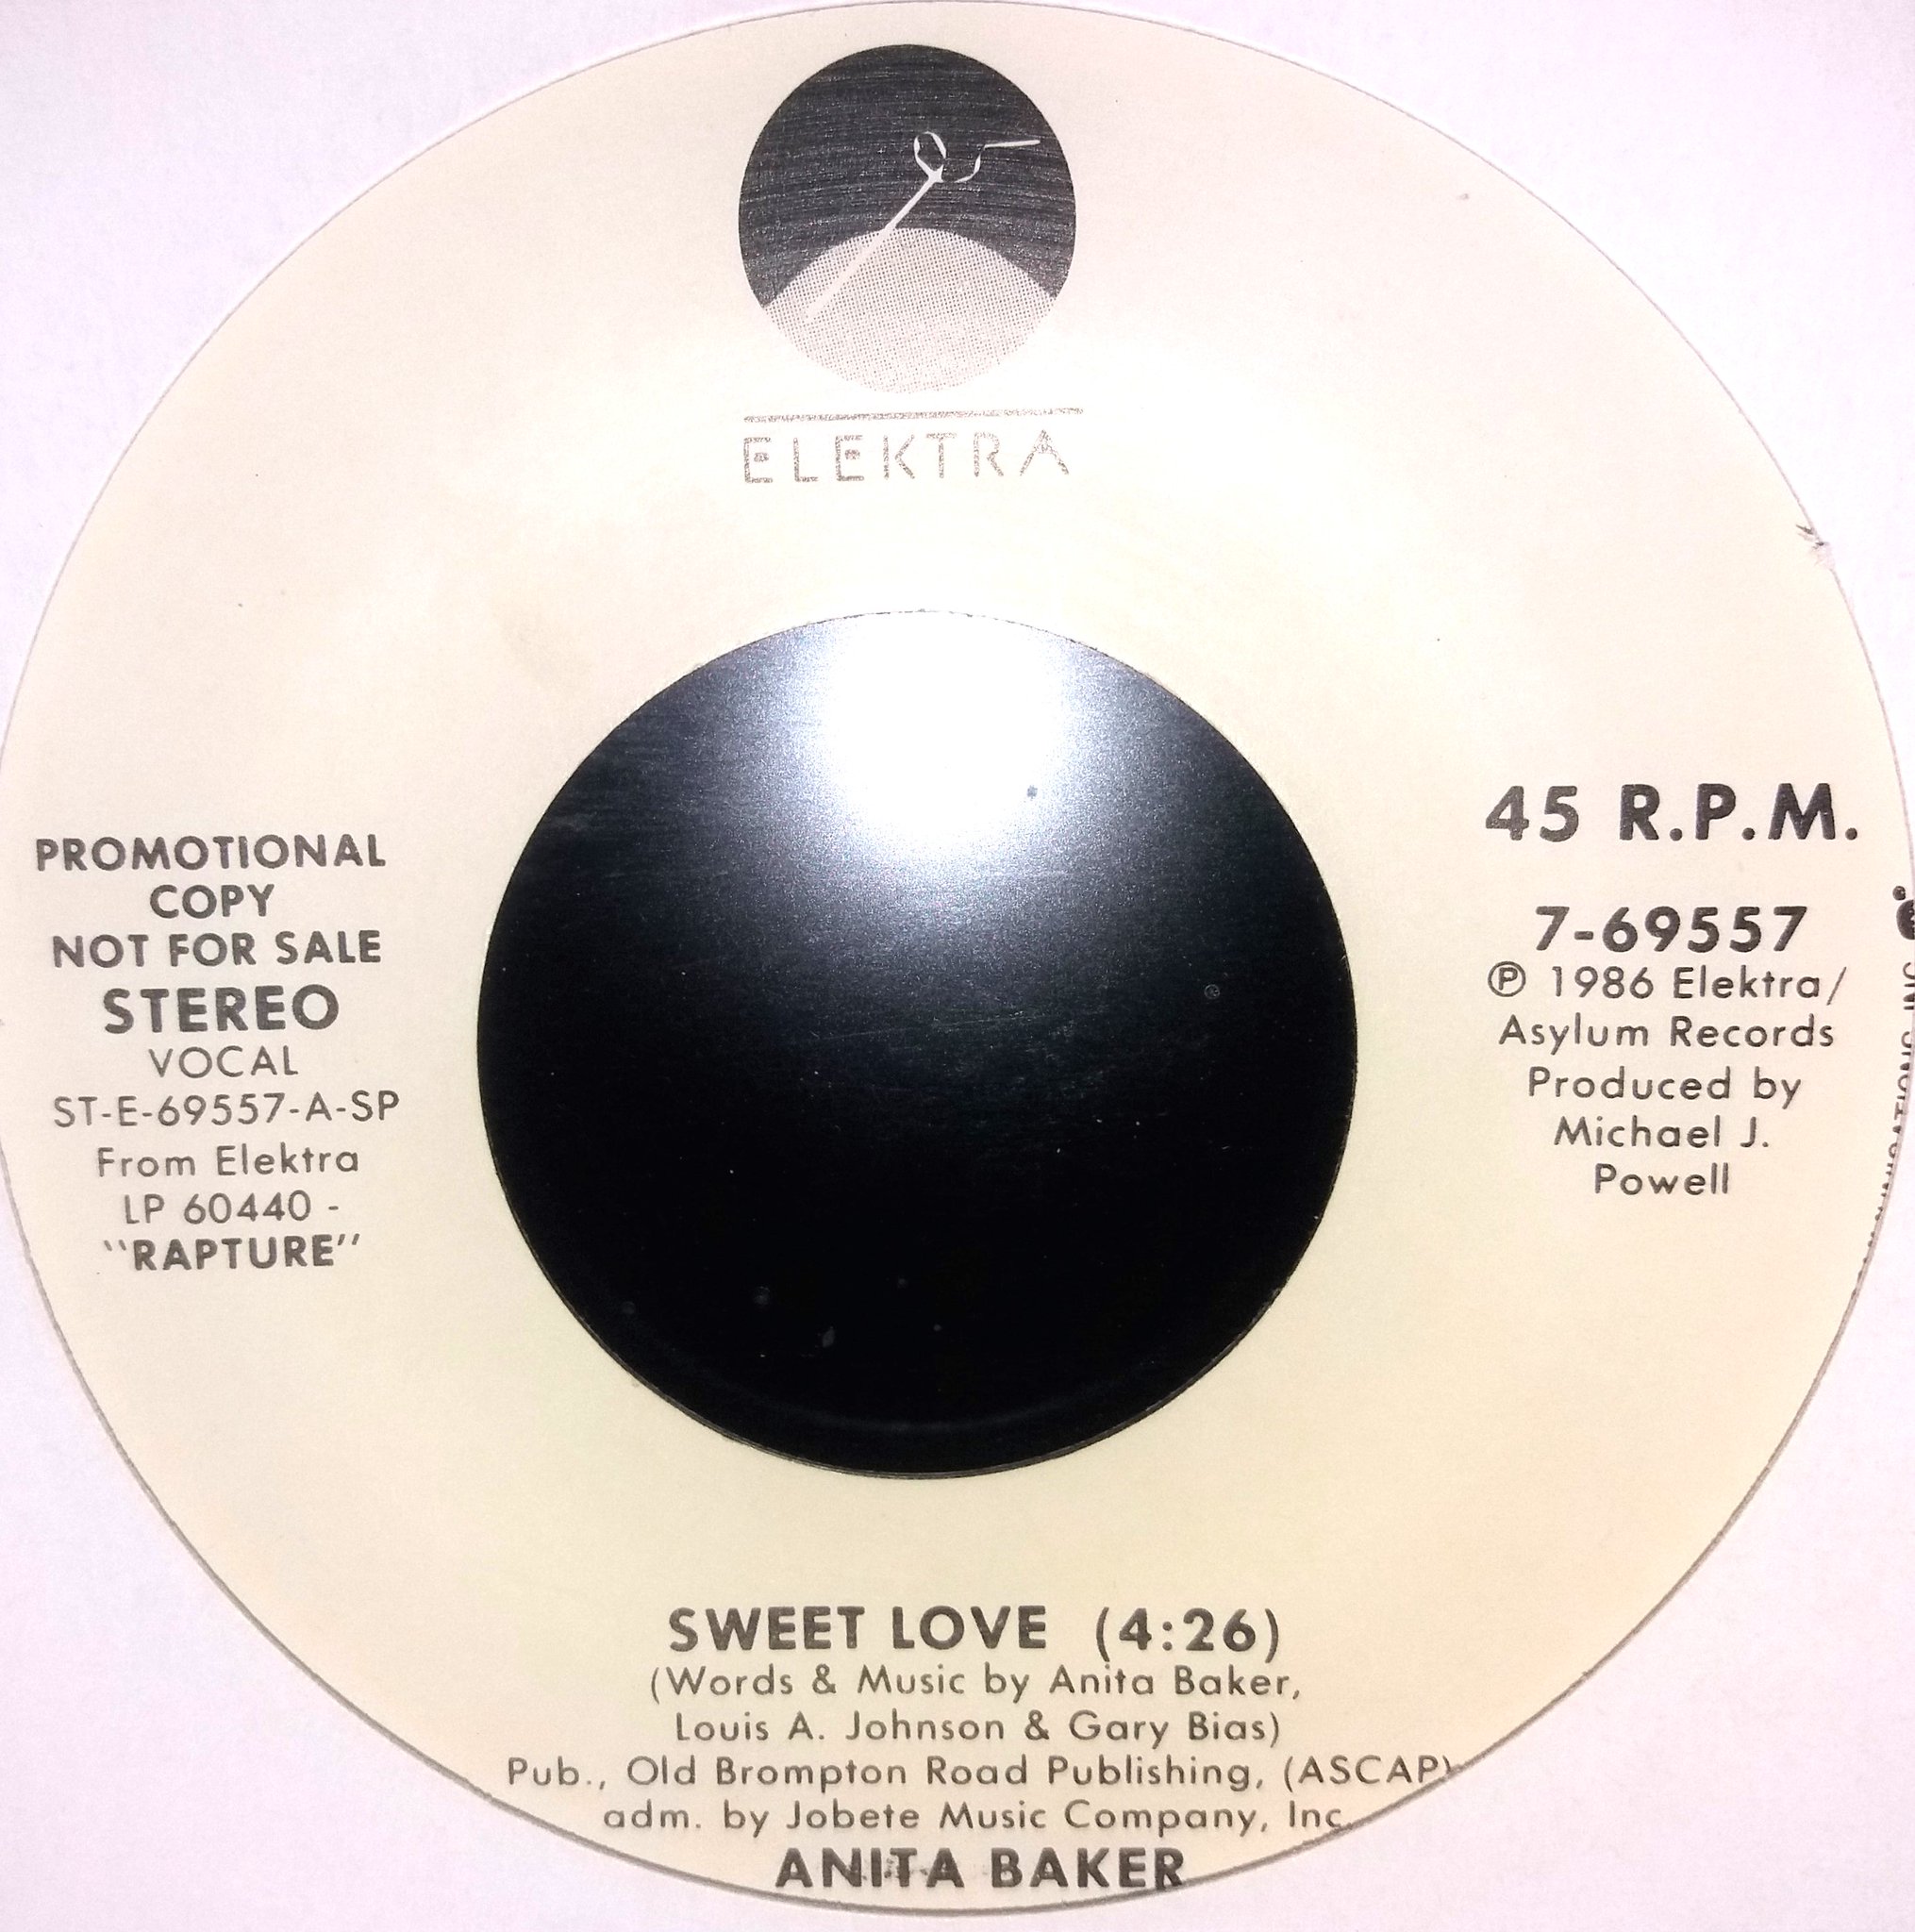 ELEKTRA
PROMOTIONAL
COPY
NOT FOR SALE
STEREO
VOCAL
ST-E-69557-A-SP
From Elektra
LP 60440 -
"RAPTURE"
45 R.P.M.
7-69557
℗ 1986 Elektra/
Asylum Records
Produced by
Michael J.
Powell
SWEET LOVE (4:26)
(Words & Music by Anita Baker,
Louis A. Johnson & Gary Bias)
Pub., Old Brompton Road Publishing, (ASCAP)
adm. by Jobete Music Company, Inc.
ANITA BAKER